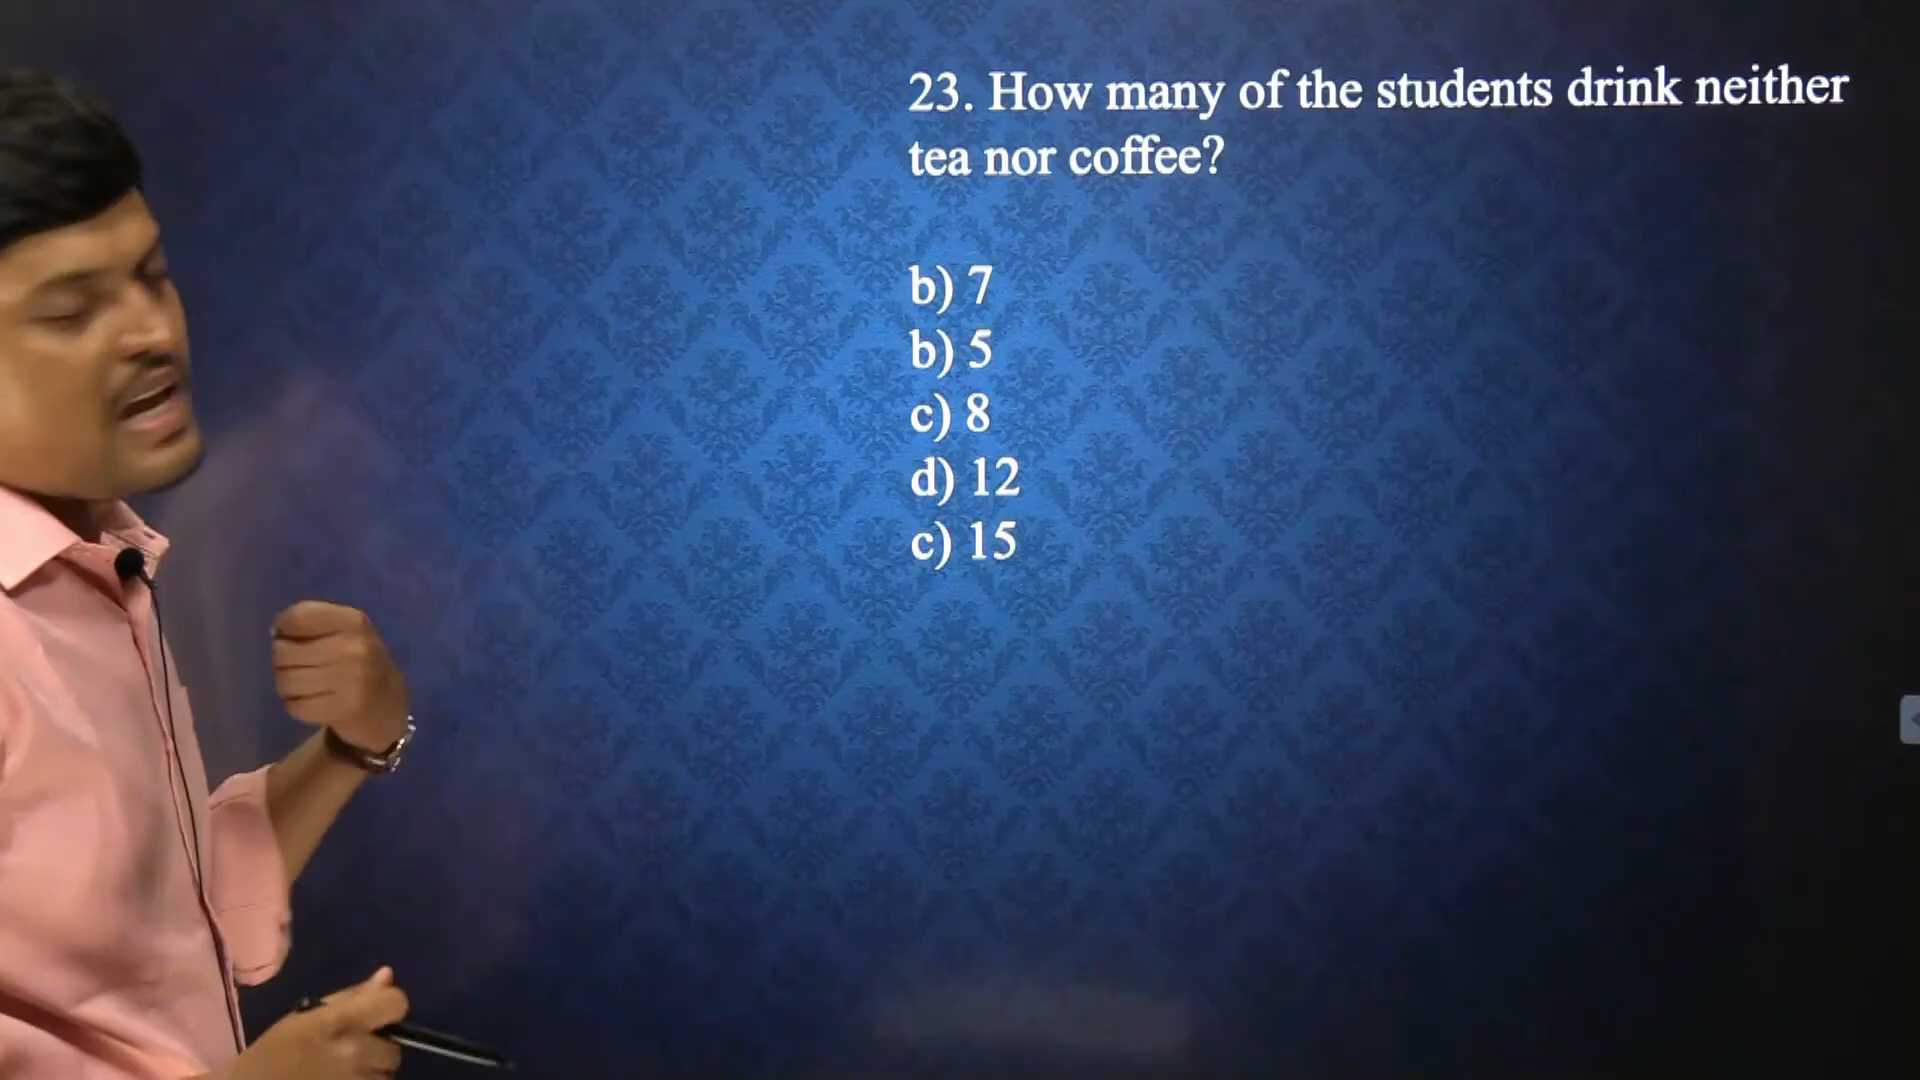 23. How many of the students drink neither
tea nor coffee?
b) 7
b) 5
c) 8
d) 12
c) 15